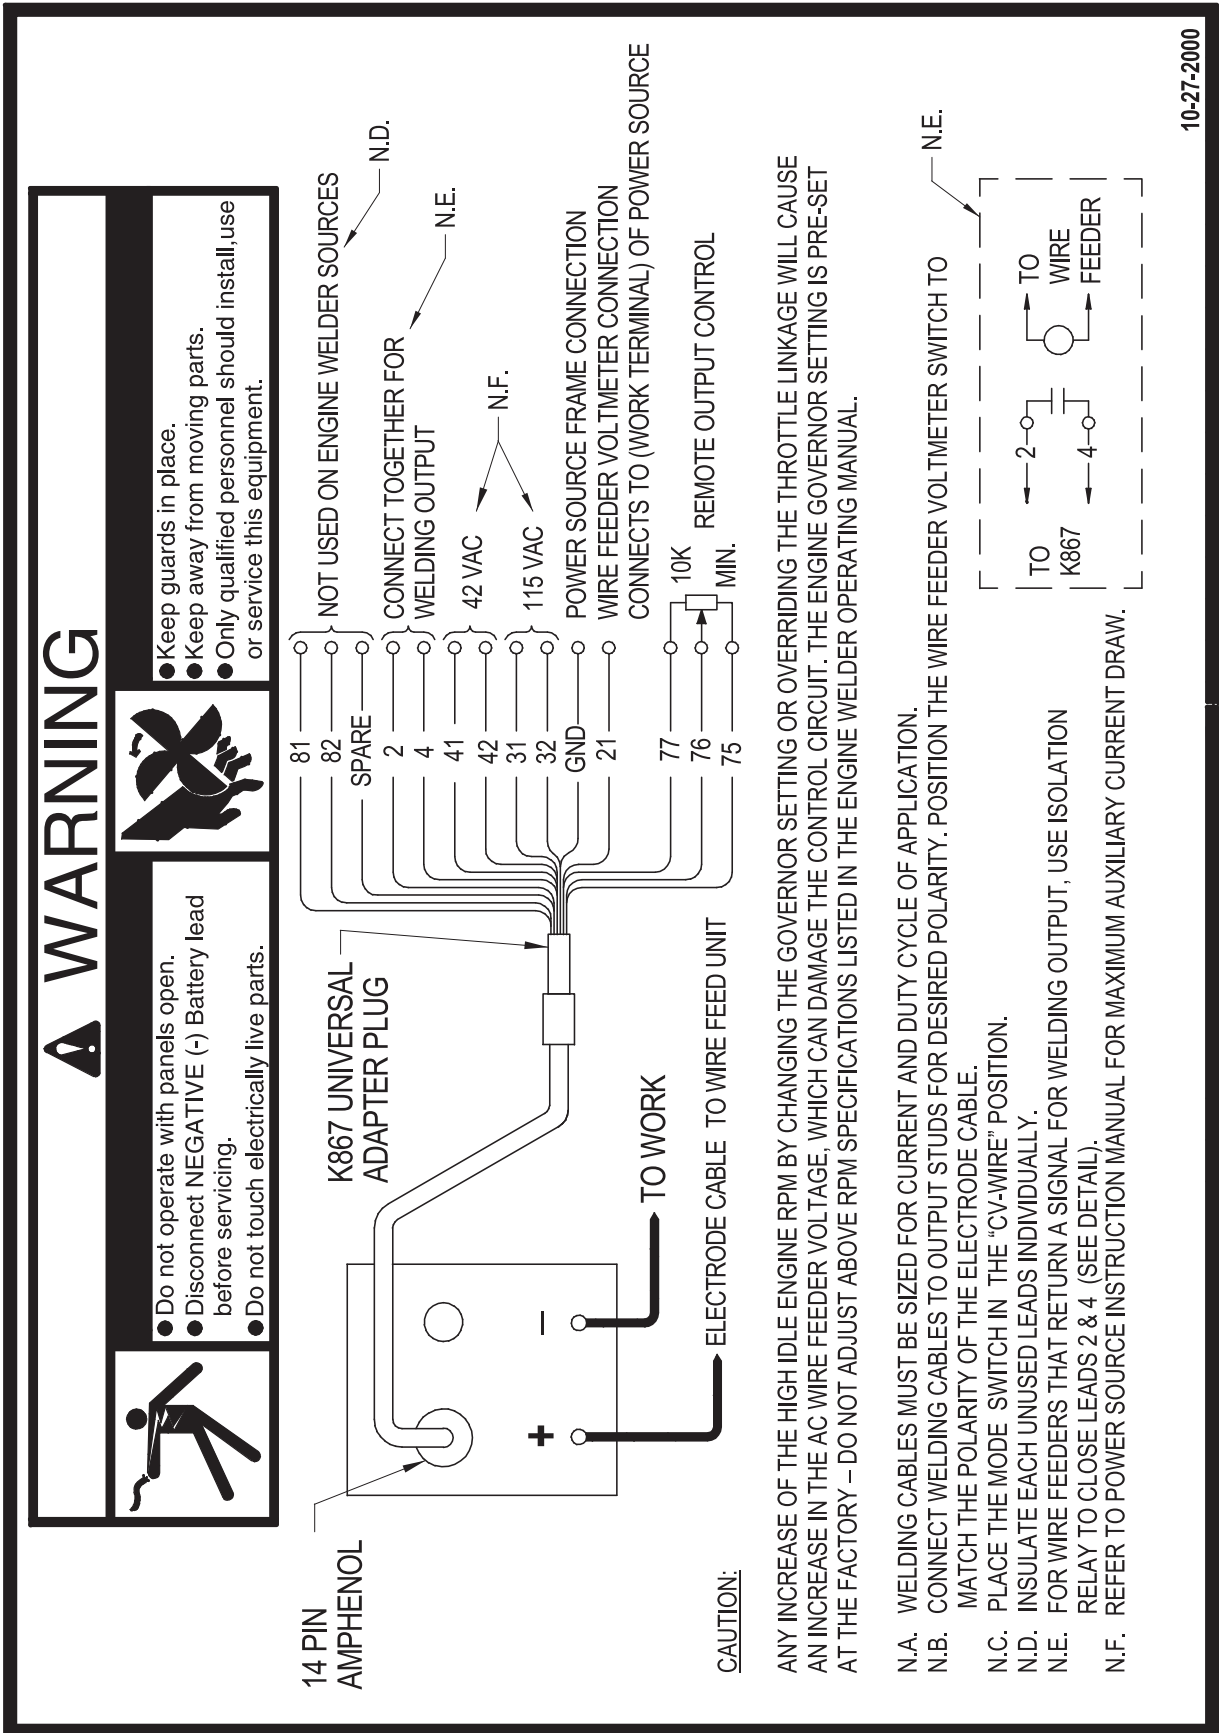 WARNING
● Do not operate with panels open.
● Disconnect NEGATIVE (-) Battery lead
before servicing.
● Do not touch electrically live parts.
● Keep guards in place.
● Keep away from moving parts.
● Only qualified personnel should install,use
or service this equipment.
14 PIN
AMPHENOL
K867 UNIVERSAL
ADAPTER PLUG
81
82
SPARE
NOT USED ON ENGINE WELDER SOURCES
N.D.
2
4
CONNECT TOGETHER FOR
WELDING OUTPUT
N.E.
41
42
42 VAC
31
32
115 VAC
N.F.
GND
POWER SOURCE FRAME CONNECTION
21
WIRE FEEDER VOLTMETER CONNECTION
CONNECTS TO (WORK TERMINAL) OF POWER SOURCE
77
76
75
10K
MIN.
REMOTE OUTPUT CONTROL
+
–
TO WORK
ELECTRODE CABLE TO WIRE FEED UNIT
CAUTION:
ANY INCREASE OF THE HIGH IDLE ENGINE RPM BY CHANGING THE GOVERNOR SETTING OR OVERRIDING THE THROTTLE LINKAGE WILL CAUSE
AN INCREASE IN THE AC WIRE FEEDER VOLTAGE, WHICH CAN DAMAGE THE CONTROL CIRCUIT. THE ENGINE GOVERNOR SETTING IS PRE-SET
AT THE FACTORY – DO NOT ADJUST ABOVE RPM SPECIFICATIONS LISTED IN THE ENGINE WELDER OPERATING MANUAL.
N.A. WELDING CABLES MUST BE SIZED FOR CURRENT AND DUTY CYCLE OF APPLICATION.
N.B. CONNECT WELDING CABLES TO OUTPUT STUDS FOR DESIRED POLARITY. POSITION THE WIRE FEEDER VOLTMETER SWITCH TO
MATCH THE POLARITY OF THE ELECTRODE CABLE.
N.C. PLACE THE MODE SWITCH IN THE “CV-WIRE” POSITION.
N.D. INSULATE EACH UNUSED LEADS INDIVIDUALLY.
N.E. FOR WIRE FEEDERS THAT RETURN A SIGNAL FOR WELDING OUTPUT, USE ISOLATION
RELAY TO CLOSE LEADS 2 & 4 (SEE DETAIL).
N.F. REFER TO POWER SOURCE INSTRUCTION MANUAL FOR MAXIMUM AUXILIARY CURRENT DRAW.
N.E.
TO
K867
2
4
TO
WIRE
FEEDER
10-27-2000